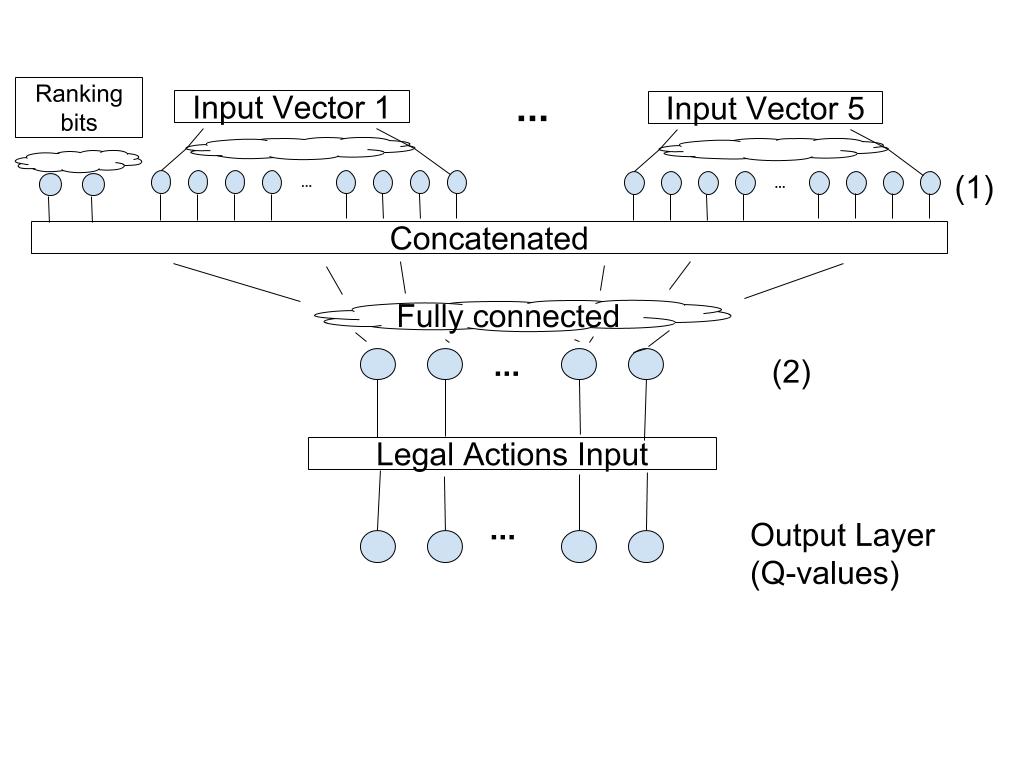 Ranking
bits
Input Vector 1
...
Input Vector 5
...
...
(1)
Concatenated
Fully connected
...
(2)
Legal Actions Input
...
Output Layer
(Q-values)